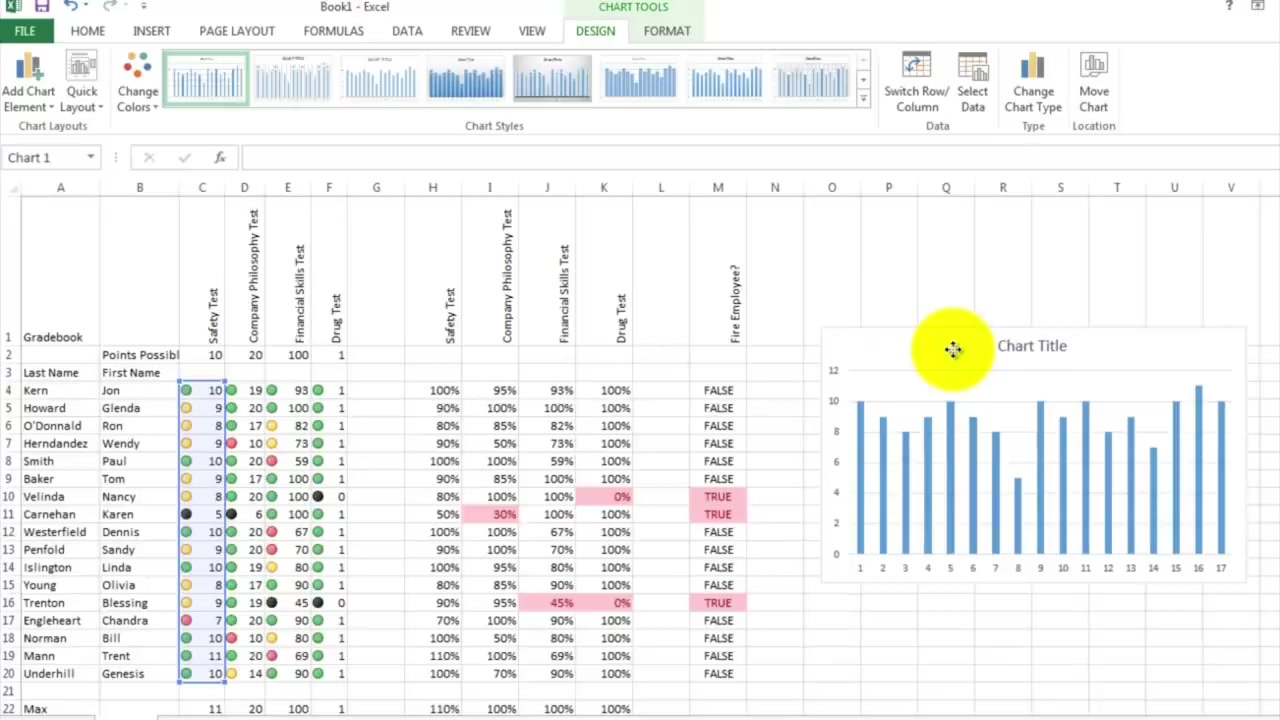 Book1 - Excel
CHART TOOLS
?
FILE HOME INSERT PAGE LAYOUT FORMULAS DATA REVIEW VIEW DESIGN FORMAT
Add Chart Element Quick Layout Change Colors Switch Row/ Column Select Data Change Chart Type Move Chart
Chart Layouts Chart Styles Data Type Location
Chart 1 fx
A B C D E F G H I J K L M N O P Q R S T U V
1 Gradebook Safety Test Company Philosophy Test Financial Skills Test Drug Test Safety Test Company Philosophy Test Financial Skills Test Drug Test Fire Employee?
2 Points Possibl 10 20 100 1
3 Last Name First Name
4 Kern Jon 10 19 93 1 100% 95% 93% 100% FALSE
5 Howard Glenda 9 20 100 1 90% 100% 100% 100% FALSE
6 O'Donnald Ron 8 17 82 1 80% 85% 82% 100% FALSE
7 Herndandez Wendy 9 10 73 1 90% 50% 73% 100% FALSE
8 Smith Paul 10 20 59 1 100% 100% 59% 100% FALSE
9 Baker Tom 9 17 100 1 90% 85% 100% 100% FALSE
10 Velinda Nancy 8 20 100 0 80% 100% 100% 0% TRUE
11 Carnehan Karen 5 6 100 1 50% 30% 100% 100% TRUE
12 Westerfield Dennis 10 20 67 1 100% 100% 67% 100% FALSE
13 Penfold Sandy 9 20 70 1 90% 100% 70% 100% FALSE
14 Islington Linda 10 19 80 1 100% 95% 80% 100% FALSE
15 Young Olivia 8 17 90 1 80% 85% 90% 100% FALSE
16 Trenton Blessing 9 19 45 0 90% 95% 45% 0% TRUE
17 Engleheart Chandra 7 20 90 1 70% 100% 90% 100% FALSE
18 Norman Bill 10 10 80 1 100% 50% 80% 100% FALSE
19 Mann Trent 11 20 69 1 110% 100% 69% 100% FALSE
20 Underhill Genesis 10 14 90 1 100% 70% 90% 100% FALSE
21
22 Max 11 20 100 1 110% 100% 100% 100%
Chart Title
12
10
8
6
4
2
0
1 2 3 4 5 6 7 8 9 10 11 12 13 14 15 16 17